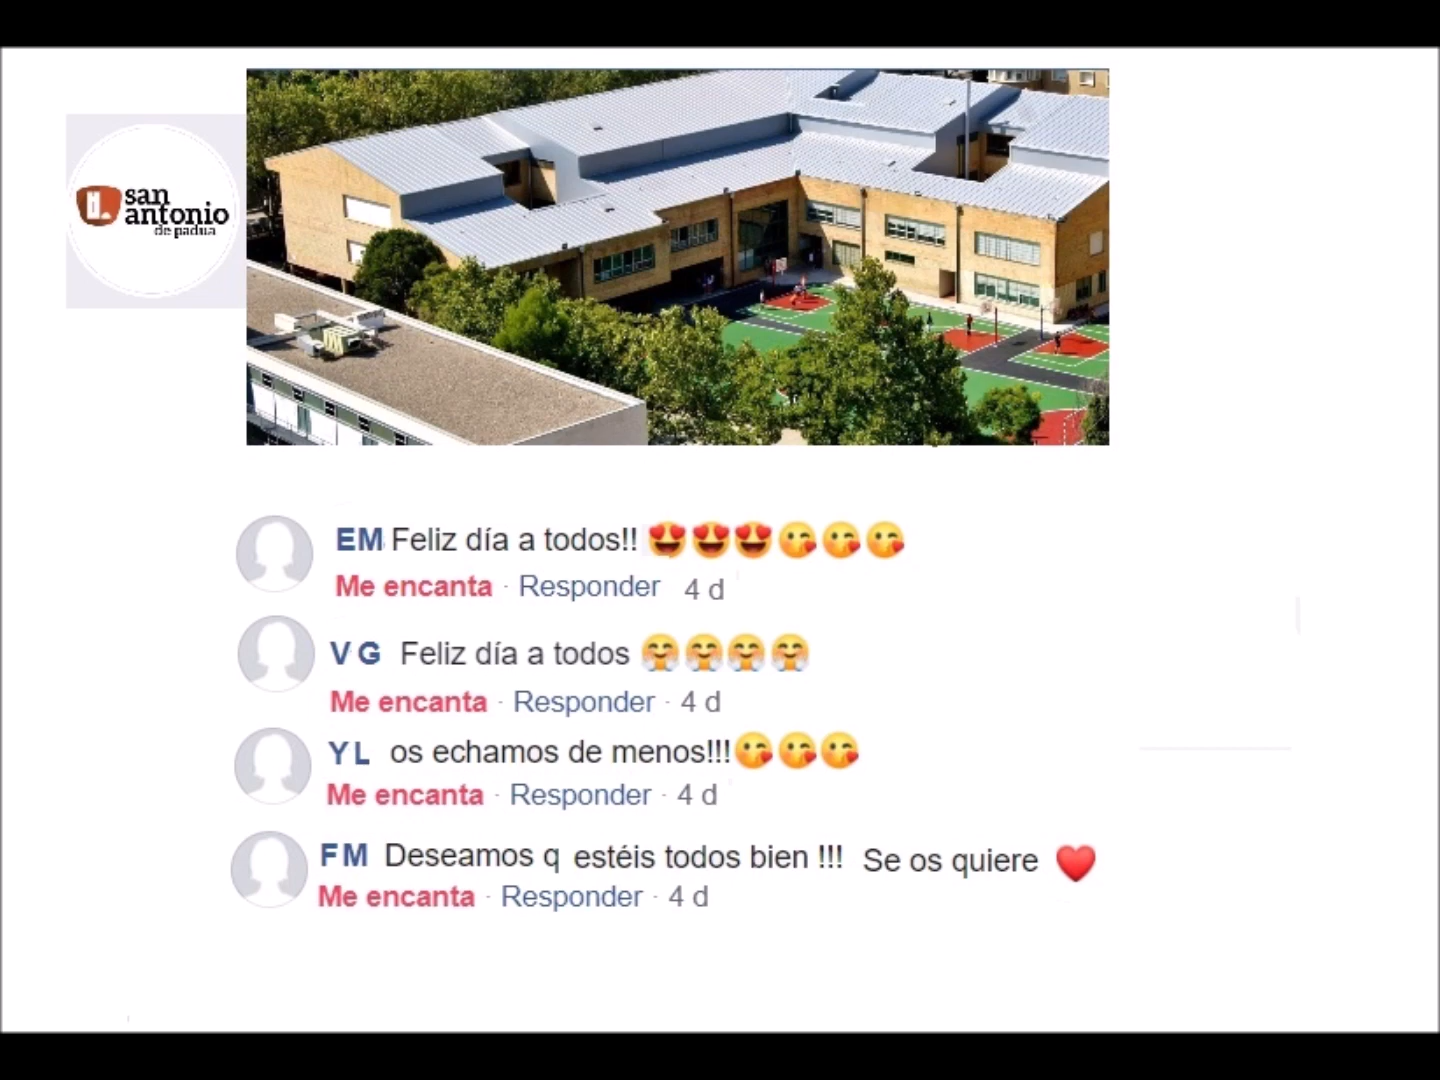 san
antonio
de padua
EM Feliz día a todos!! 😍😍😍😘😘😘
Me encanta · Responder 4 d
VG Feliz día a todos 🤗🤗🤗🤗
Me encanta · Responder · 4 d
YL os echamos de menos!!!😘😘😘
Me encanta · Responder · 4 d
FM Deseamos q estéis todos bien !!! Se os quiere ❤️
Me encanta · Responder · 4 d